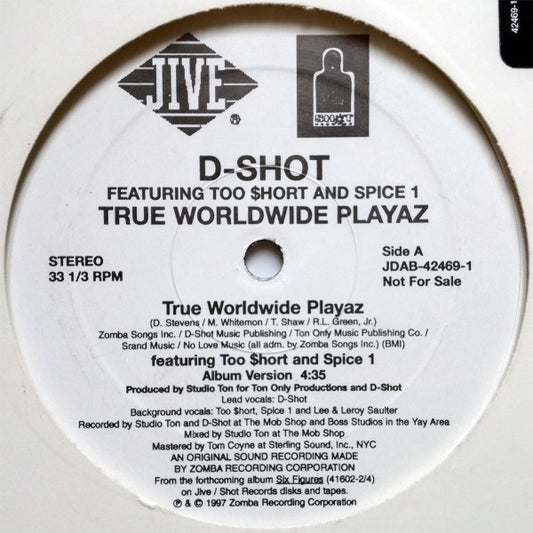 42469-1
JIVE
®
SHOT
D-SHOT
FEATURING TOO $HORT AND SPICE 1
TRUE WORLDWIDE PLAYAZ
STEREO
33 1/3 RPM
Side A
JDAB-42469-1
Not For Sale
True Worldwide Playaz
(D. Stevens / M. Whitemon / T. Shaw / R.L. Green, Jr.)
Zomba Songs Inc. / D-Shot Music Publishing / Ton Only Music Publishing Co. /
Srand Music / No Love Music (all adm. by Zomba Songs Inc.) (BMI)
featuring Too $hort and Spice 1
Album Version 4:35
Produced by Studio Ton for Ton Only Productions and D-Shot
Lead vocals: D-Shot
Background vocals: Too $hort, Spice 1 and Lee & Leroy Saulter
Recorded by Studio Ton and D-Shot at The Mob Shop and Boss Studios in the Yay Area
Mixed by Studio Ton at The Mob Shop
Mastered by Tom Coyne at Sterling Sound, Inc., NYC
AN ORIGINAL SOUND RECORDING MADE
BY ZOMBA RECORDING CORPORATION
From the forthcoming album Six Figures (41602-2/4)
on Jive / Shot Records disks and tapes.
℗ & © 1997 Zomba Recording Corporation